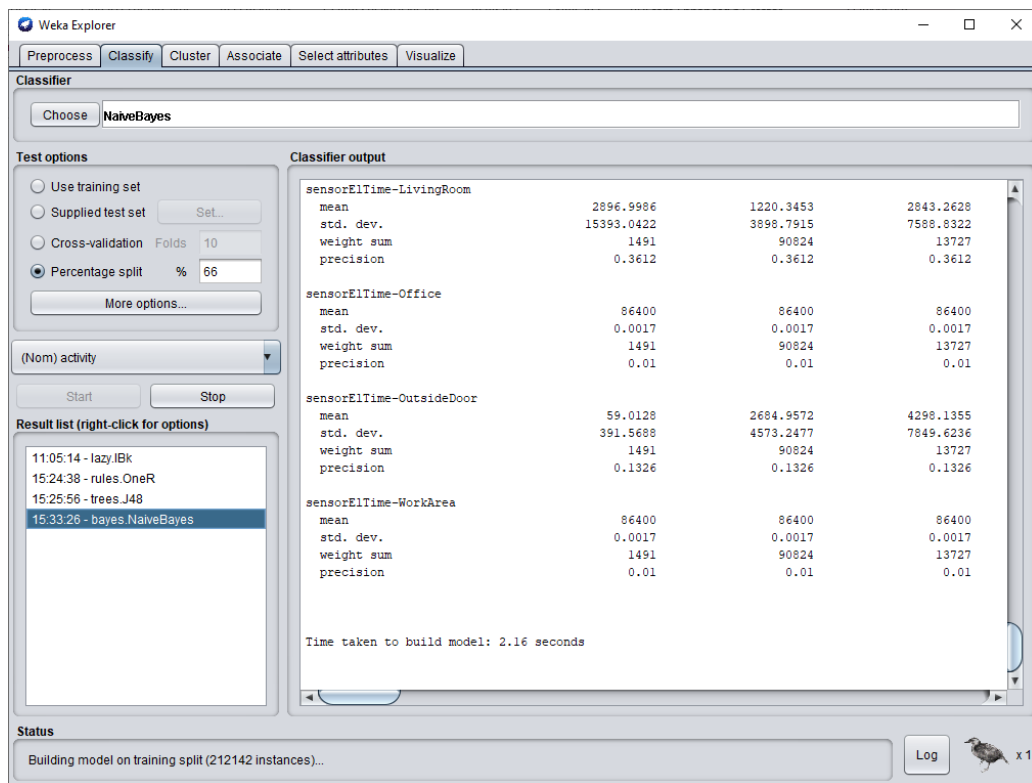 Weka Explorer
Preprocess Classify Cluster Associate Select attributes Visualize
Classifier
Choose NaiveBayes
Test options
Use training set
Supplied test set Set...
Cross-validation Folds 10
Percentage split % 66
More options...
(Nom) activity
Start Stop
Result list (right-click for options)
11:05:14 - lazy.IBk
15:24:38 - rules.OneR
15:25:56 - trees.J48
15:33:26 - bayes.NaiveBayes
Classifier output
sensorElTime-LivingRoom
mean 2896.9986 1220.3453 2843.2628
std. dev. 15393.0422 3898.7915 7588.8322
weight sum 1491 90824 13727
precision 0.3612 0.3612 0.3612
sensorElTime-Office
mean 86400 86400 86400
std. dev. 0.0017 0.0017 0.0017
weight sum 1491 90824 13727
precision 0.01 0.01 0.01
sensorElTime-OutsideDoor
mean 59.0128 2684.9572 4298.1355
std. dev. 391.5688 4573.2477 7849.6236
weight sum 1491 90824 13727
precision 0.1326 0.1326 0.1326
sensorElTime-WorkArea
mean 86400 86400 86400
std. dev. 0.0017 0.0017 0.0017
weight sum 1491 90824 13727
precision 0.01 0.01 0.01
Time taken to build model: 2.16 seconds
Status
Building model on training split (212142 instances)...
Log
x 1